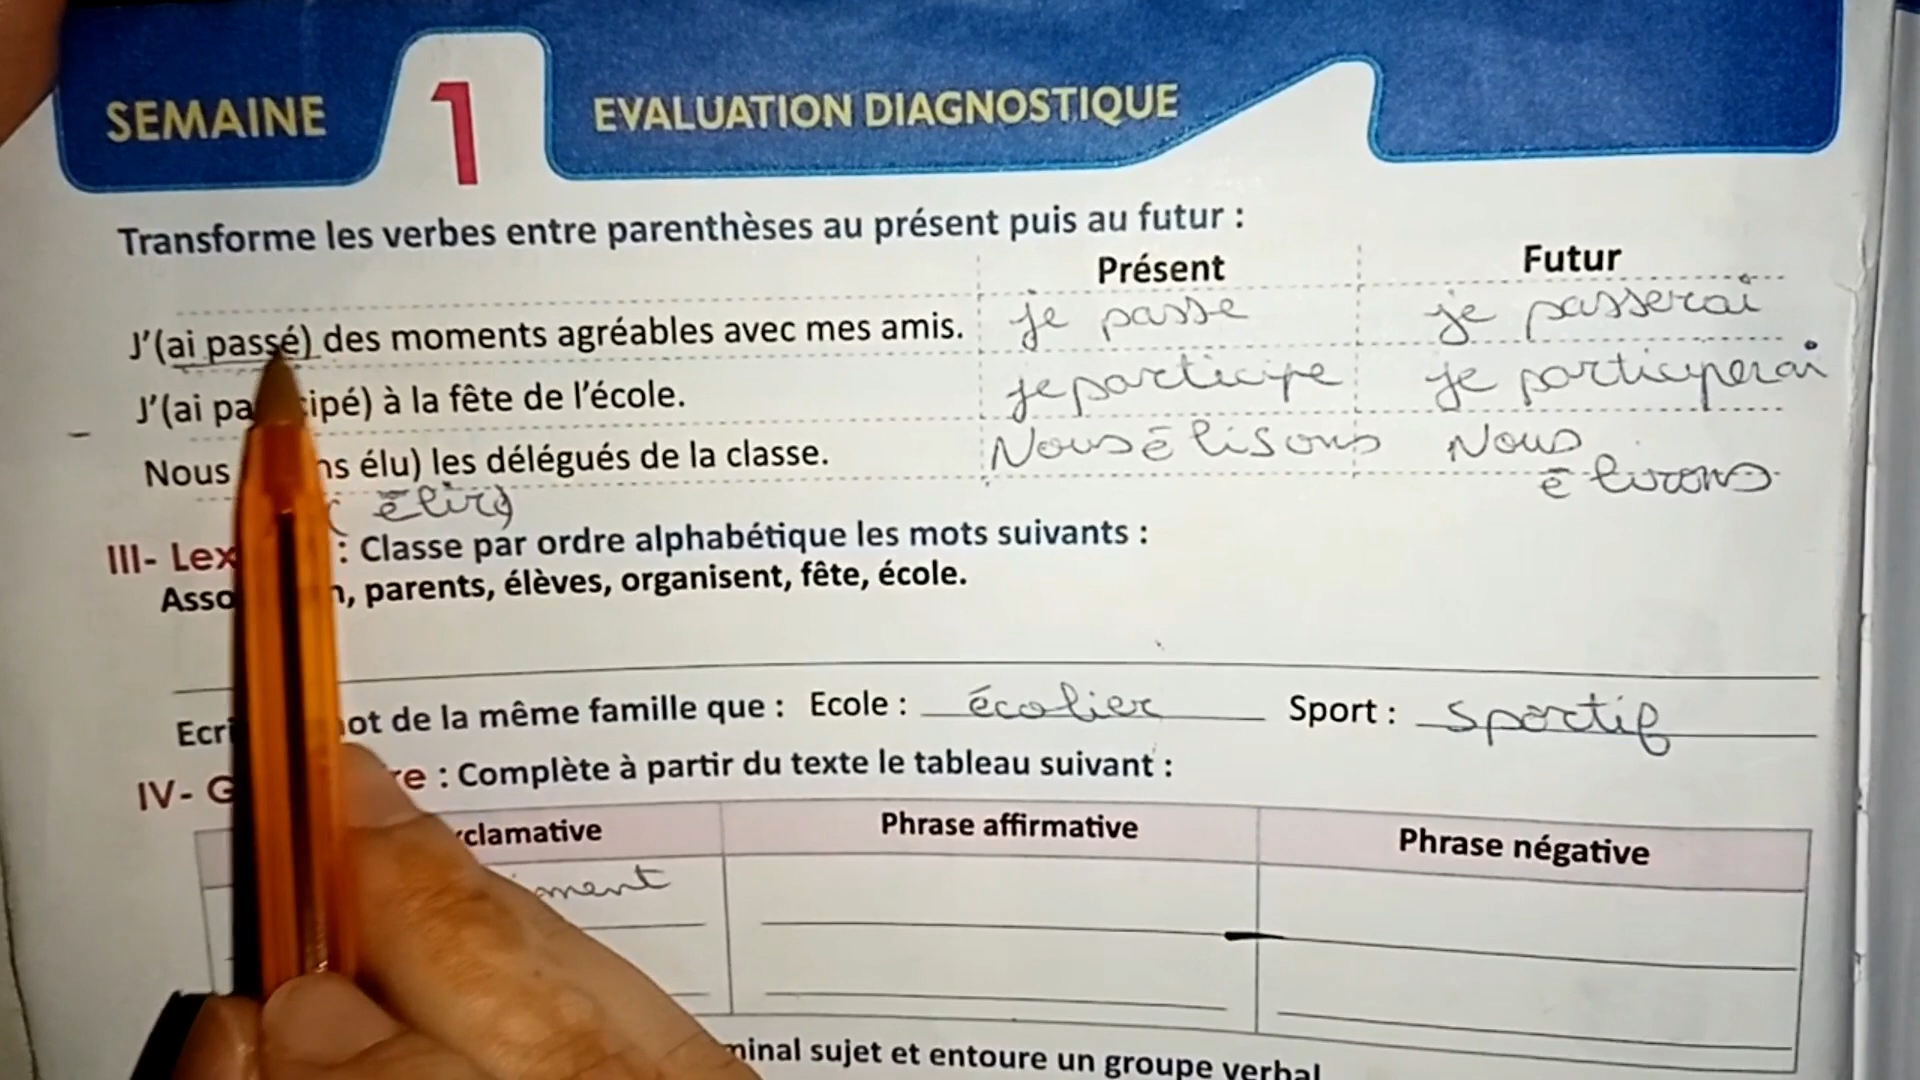 SEMAINE 1 EVALUATION DIAGNOSTIQUE
Transforme les verbes entre parenthèses au présent puis au futur :
Présent Futur
J'(ai passé) des moments agréables avec mes amis. je passe je passerai
J'(ai pa cipé) à la fête de l'école. je participe je participerai
Nous ns élu) les délégués de la classe. Nous élisons Nous élirons
( élire)
III- Lex : Classe par ordre alphabétique les mots suivants :
Asso n, parents, élèves, organisent, fête, école.
Ecri ot de la même famille que : Ecole : écolier Sport : sportif
IV- G re : Complète à partir du texte le tableau suivant :
clamative Phrase affirmative Phrase négative
ment
minal sujet et entoure un groupe verbal